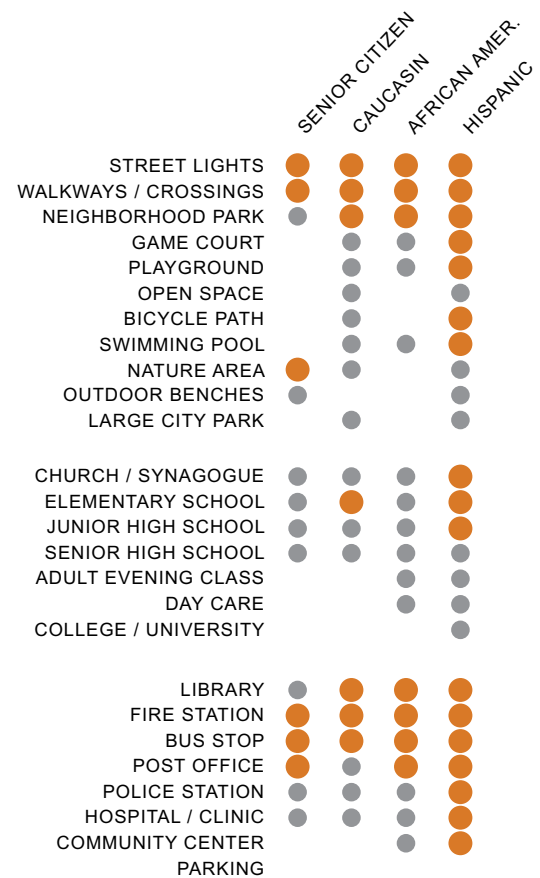 SENIOR CITIZEN
CAUCASIN
AFRICAN AMER.
HISPANIC
STREET LIGHTS
WALKWAYS / CROSSINGS
NEIGHBORHOOD PARK
GAME COURT
PLAYGROUND
OPEN SPACE
BICYCLE PATH
SWIMMING POOL
NATURE AREA
OUTDOOR BENCHES
LARGE CITY PARK
CHURCH / SYNAGOGUE
ELEMENTARY SCHOOL
JUNIOR HIGH SCHOOL
SENIOR HIGH SCHOOL
ADULT EVENING CLASS
DAY CARE
COLLEGE / UNIVERSITY
LIBRARY
FIRE STATION
BUS STOP
POST OFFICE
POLICE STATION
HOSPITAL / CLINIC
COMMUNITY CENTER
PARKING